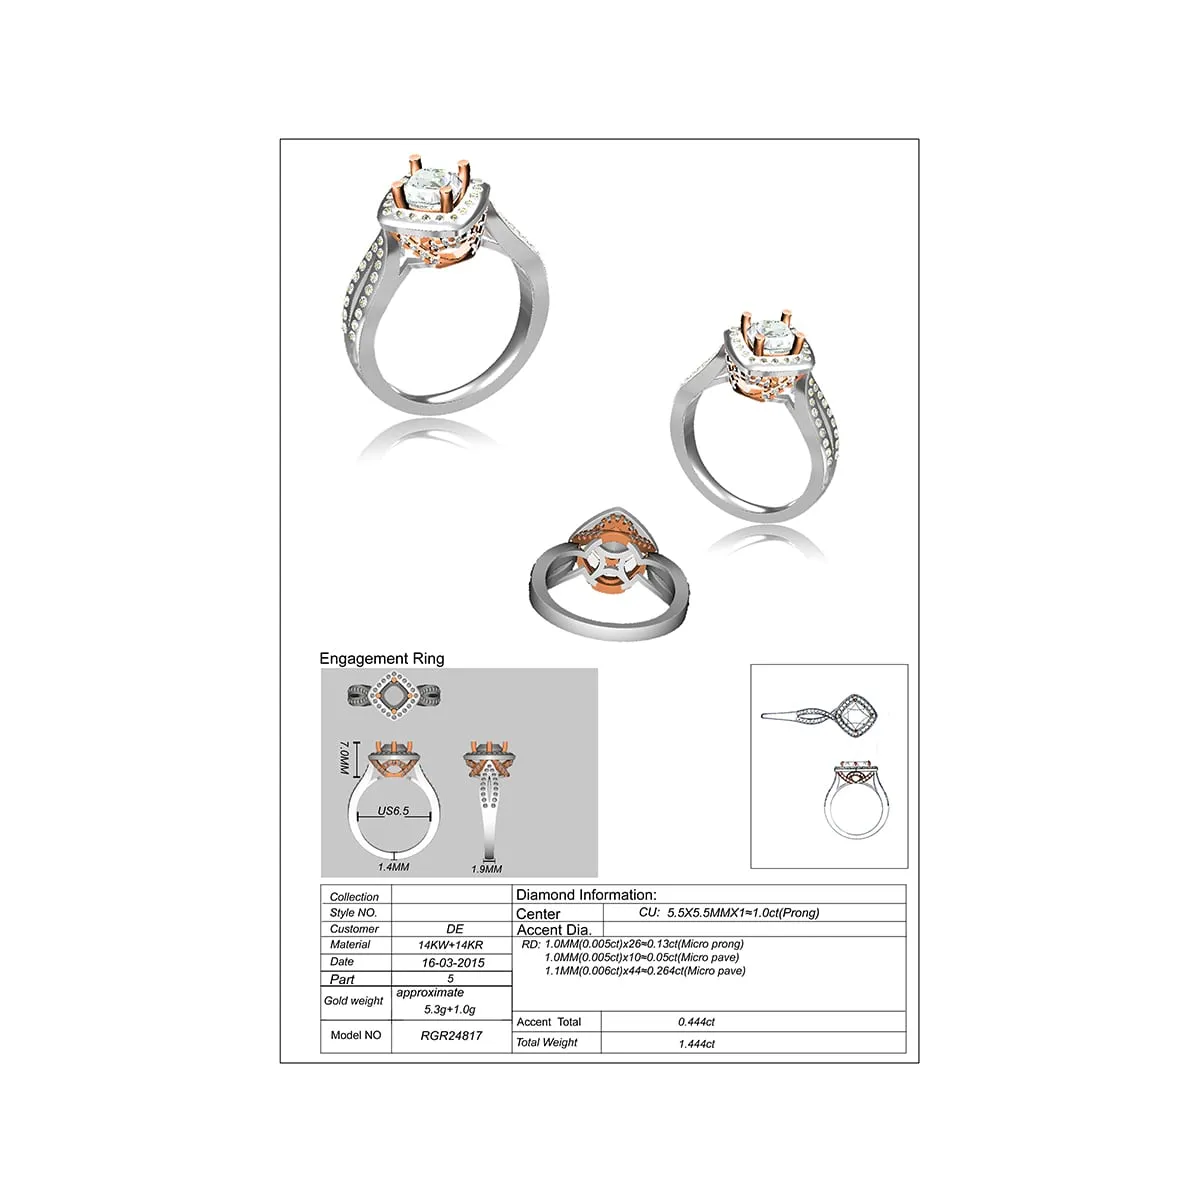 Engagement Ring
7.0MM
US6.5
1.4MM
1.9MM
Collection
Style NO.
Customer DE
Material 14KW+14KR
Date 16-03-2015
Part 5
Gold weight approximate
5.3g+1.0g
Model NO RGR24817
Diamond Information:
Center CU: 5.5X5.5MMX1≈1.0ct(Prong)
Accent Dia.
RD: 1.0MM(0.005ct)x26≈0.13ct(Micro prong)
1.0MM(0.005ct)x10≈0.05ct(Micro pave)
1.1MM(0.006ct)x44≈0.264ct(Micro pave)
Accent Total 0.444ct
Total Weight 1.444ct